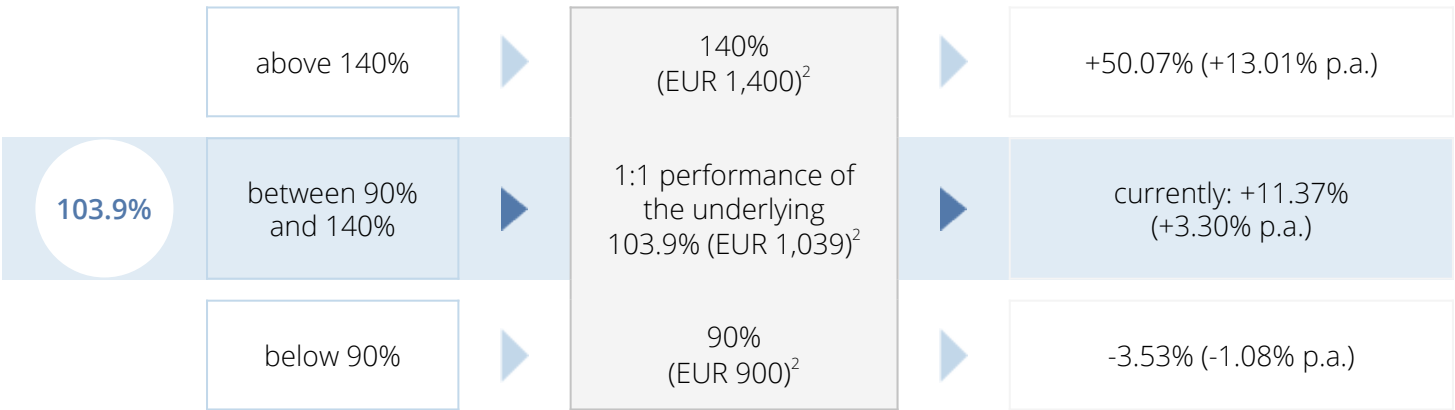 above 140%
140%
(EUR 1,400)²
+50.07% (+13.01% p.a.)
103.9%
between 90%
and 140%
1:1 performance of
the underlying
103.9% (EUR 1,039)²
currently: +11.37%
(+3.30% p.a.)
below 90%
90%
(EUR 900)²
-3.53% (-1.08% p.a.)